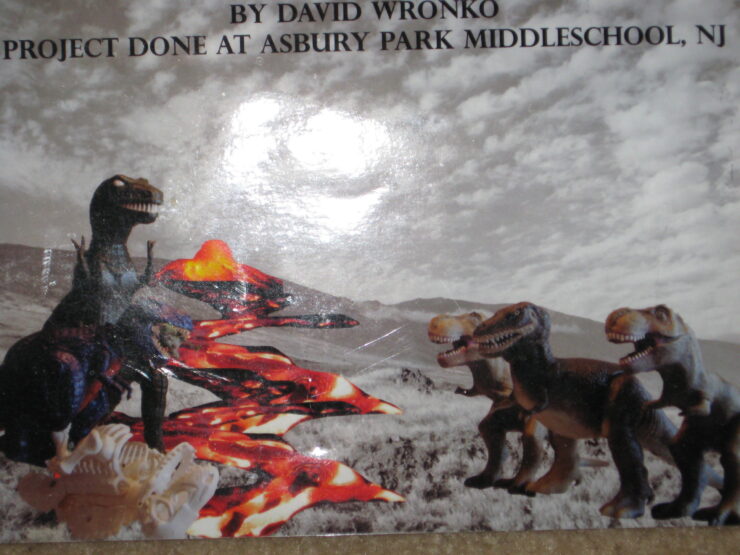 BY DAVID WRONKO
PROJECT DONE AT ASBURY PARK MIDDLESCHOOL, NJ